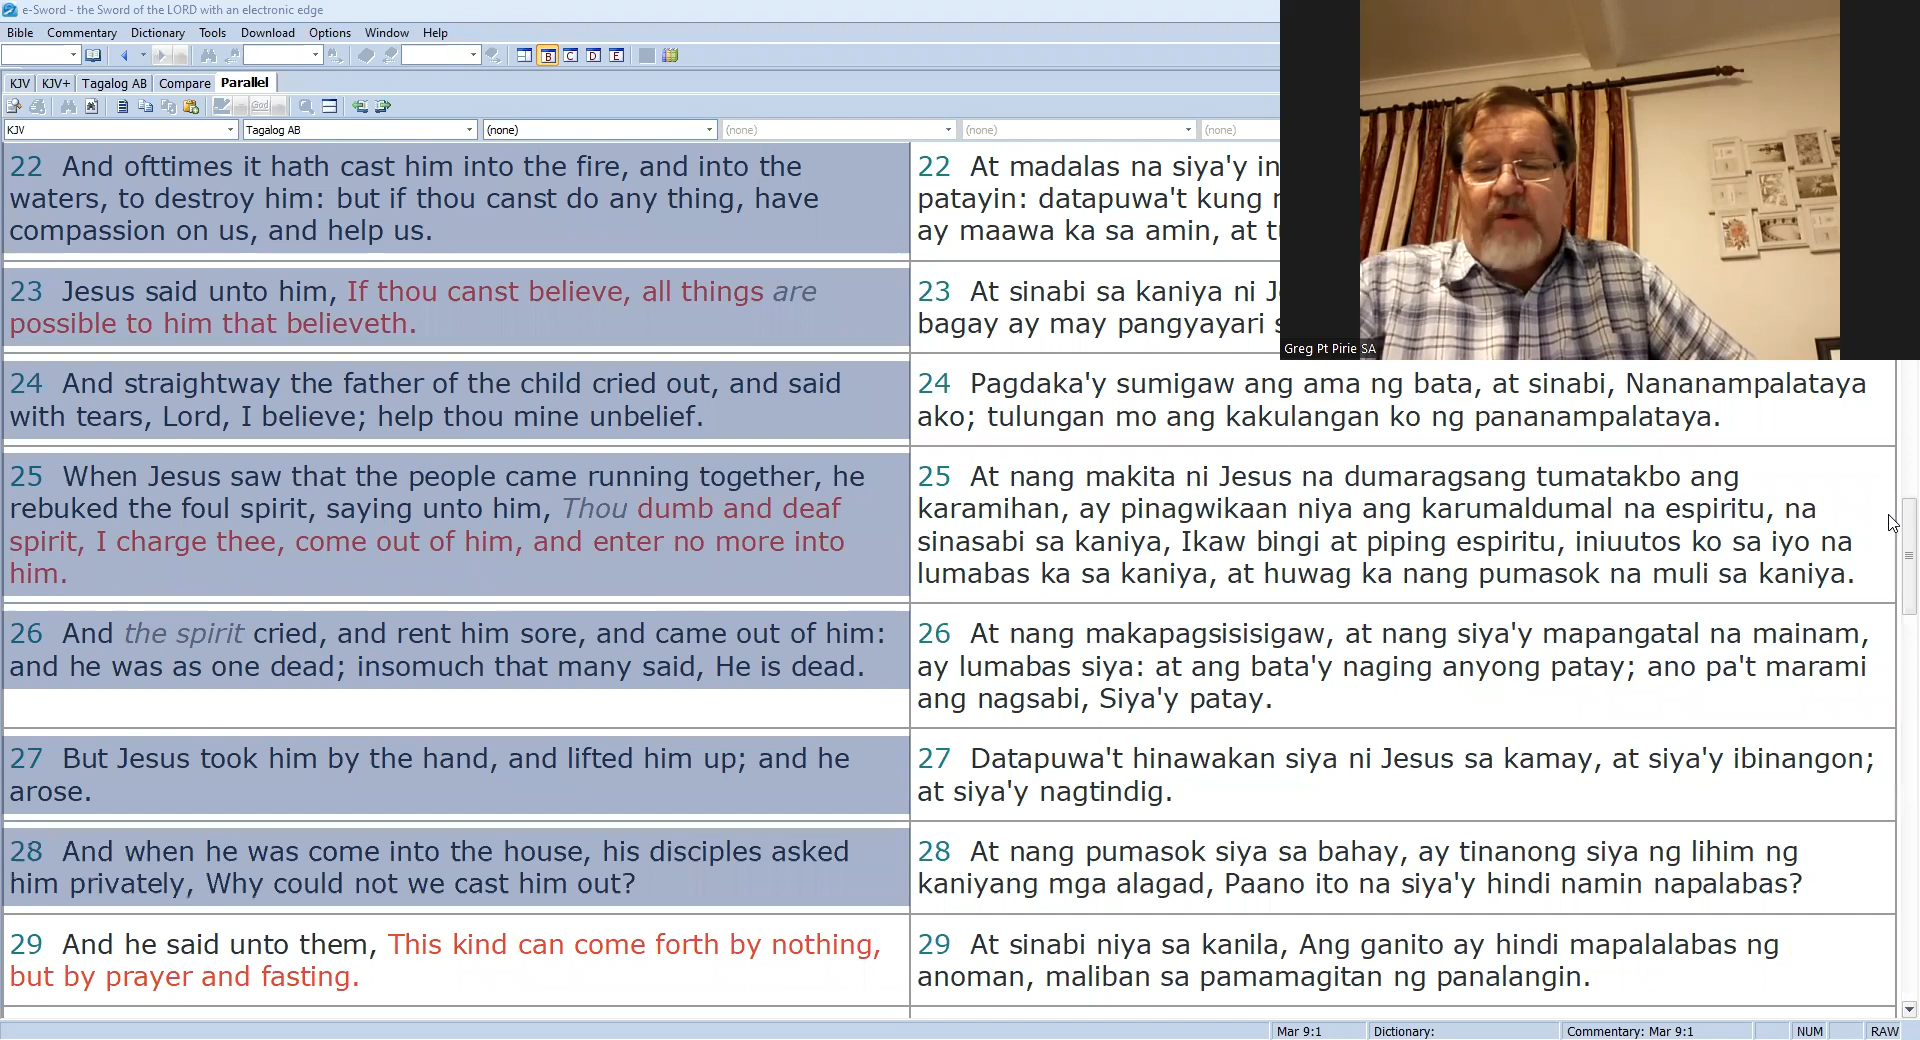 e-Sword - the Sword of the LORD with an electronic edge
Bible Commentary Dictionary Tools Download Options Window Help
B C D E
KJV KJV+ Tagalog AB Compare Parallel
God
KJV Tagalog AB (none) (none) (none) (none)
22 And ofttimes it hath cast him into the fire, and into the
waters, to destroy him: but if thou canst do any thing, have
compassion on us, and help us.
22 At madalas na siya'y in
patayin: datapuwa't kung
ay maawa ka sa amin, at
23 Jesus said unto him, If thou canst believe, all things are
possible to him that believeth.
23 At sinabi sa kaniya ni
bagay ay may pangyayari
24 And straightway the father of the child cried out, and said
with tears, Lord, I believe; help thou mine unbelief.
24 Pagdaka'y sumigaw ang ama ng bata, at sinabi, Nananampalataya
ako; tulungan mo ang kakulangan ko ng pananampalataya.
25 When Jesus saw that the people came running together, he
rebuked the foul spirit, saying unto him, Thou dumb and deaf
spirit, I charge thee, come out of him, and enter no more into
him.
25 At nang makita ni Jesus na dumaragsang tumatakbo ang
karamihan, ay pinagwikaan niya ang karumaldumal na espiritu, na
sinasabi sa kaniya, Ikaw bingi at piping espiritu, iniuutos ko sa iyo na
lumabas ka sa kaniya, at huwag ka nang pumasok na muli sa kaniya.
26 And the spirit cried, and rent him sore, and came out of him:
and he was as one dead; insomuch that many said, He is dead.
26 At nang makapagsisisigaw, at nang siya'y mapangatal na mainam,
ay lumabas siya: at ang bata'y naging anyong patay; ano pa't marami
ang nagsabi, Siya'y patay.
27 But Jesus took him by the hand, and lifted him up; and he
arose.
27 Datapuwa't hinawakan siya ni Jesus sa kamay, at siya'y ibinangon;
at siya'y nagtindig.
28 And when he was come into the house, his disciples asked
him privately, Why could not we cast him out?
28 At nang pumasok siya sa bahay, ay tinanong siya ng lihim ng
kaniyang mga alagad, Paano ito na siya'y hindi namin napalabas?
29 And he said unto them, This kind can come forth by nothing,
but by prayer and fasting.
29 At sinabi niya sa kanila, Ang ganito ay hindi mapalalabas ng
anoman, maliban sa pamamagitan ng panalangin.
Greg Pt Pirie SA
Mar 9:1 Dictionary: Commentary: Mar 9:1 NUM RAW